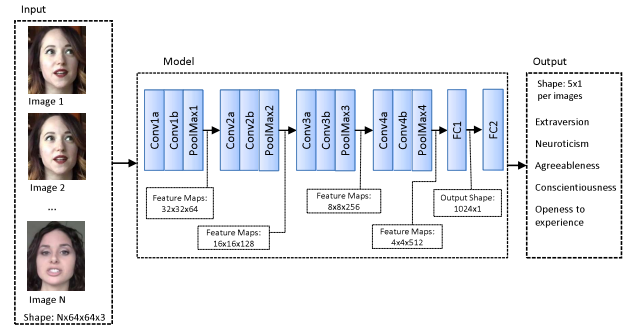 Input
Image 1
Image 2
...
Image N
Shape: Nx64x64x3
Model
Conv1a
Conv1b
PoolMax1
Conv2a
Conv2b
PoolMax2
Conv3a
Conv3b
PoolMax3
Conv4a
Conv4b
PoolMax4
FC1
FC2
Feature Maps:
32x32x64
Feature Maps:
16x16x128
Feature Maps:
8x8x256
Feature Maps:
4x4x512
Output Shape:
1024x1
Output
Shape: 5x1
per images
Extraversion
Neuroticism
Agreeableness
Conscientiousness
Openess to
experience